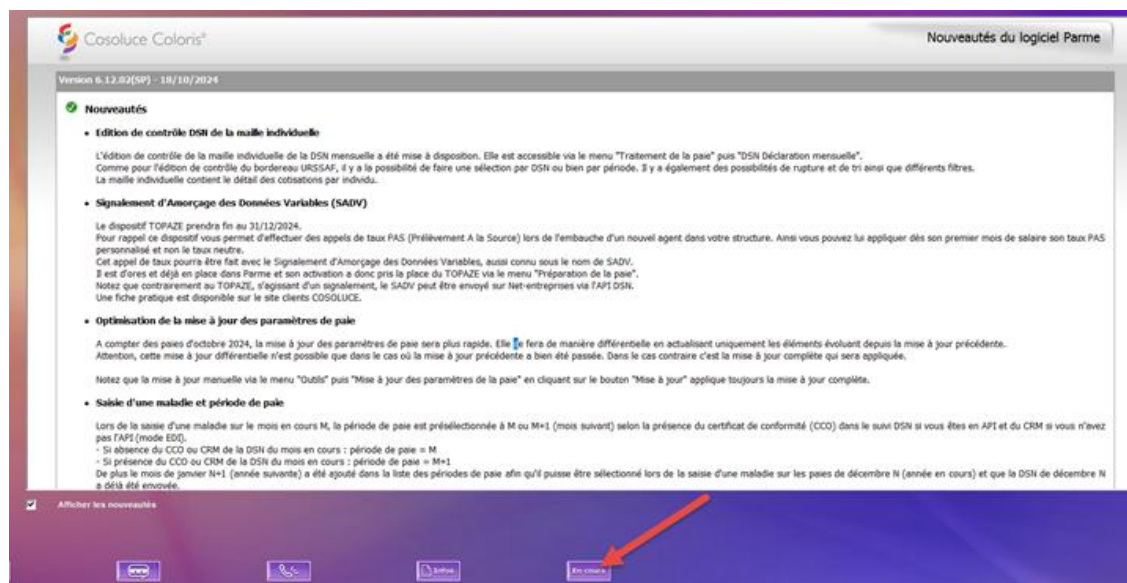 Cosoluce Coloris®
Nouveautés du logiciel Parme
Version 6.12.02(SP) - 18/10/2024
Nouveautés
• Edition de contrôle DSN de la maille individuelle
L'édition de contrôle de la maille individuelle de la DSN mensuelle a été mise à disposition. Elle est accessible via le menu "Traitement de la paie" puis "DSN Déclaration mensuelle".
Comme pour l'édition de contrôle du bordereau URSSAF, il y a la possibilité de faire une sélection par DSN ou bien par période. Il y a également des possibilités de rupture et de tri ainsi que différents filtres.
La maille individuelle contient le détail des cotisations par individu.
• Signalement d'Amorçage des Données Variables (SADV)
Le dispositif TOPAZE prendra fin au 31/12/2024.
Pour rappel ce dispositif vous permet d'effectuer des appels de taux PAS (Prélèvement A la Source) lors de l'embauche d'un nouvel agent dans votre structure. Ainsi vous pouvez lui appliquer dès son premier mois de salaire son taux PAS
personnalisé et non le taux neutre.
Cet appel de taux pourra être fait avec le Signalement d'Amorçage des Données Variables, aussi connu sous le nom de SADV.
Il est d'ores et déjà en place dans Parme et son activation a donc pris la place du TOPAZE via le menu "Préparation de la paie".
Notez que contrairement au TOPAZE, s'agissant d'un signalement, le SADV peut être envoyé sur Net-entreprises via l'API DSN.
Une fiche pratique est disponible sur le site clients COSOLUCE.
• Optimisation de la mise à jour des paramètres de paie
A compter des paies d'octobre 2024, la mise à jour des paramètres de paie sera plus rapide. Elle se fera de manière différentielle en actualisant uniquement les éléments évoluant depuis la mise à jour précédente.
Attention, cette mise à jour différentielle n'est possible que dans le cas où la mise à jour précédente a bien été passée. Dans le cas contraire c'est la mise à jour complète qui sera appliquée.
Notez que la mise à jour manuelle via le menu "Outils" puis "Mise à jour des paramètres de la paie" en cliquant sur le bouton "Mise à jour" applique toujours la mise à jour complète.
• Saisie d'une maladie et période de paie
Lors de la saisie d'une maladie sur le mois en cours M, la période de paie est présélectionnée à M ou M+1 (mois suivant) selon la présence du certificat de conformité (CCO) dans le suivi DSN si vous êtes en API et du CRM si vous n'avez
pas l'API (mode EDI).
- Si absence du CCO ou CRM de la DSN du mois en cours : période de paie = M
- Si présence du CCO ou CRM de la DSN du mois en cours : période de paie = M+1
De plus le mois de janvier N+1 (année suivante) a été ajouté dans la liste des périodes de paie afin qu'il puisse être sélectionné lors de la saisie d'une maladie sur les paies de décembre N (année en cours) et que la DSN de décembre N
a déjà été envoyée.
Afficher les nouveautés
Infos
En cours